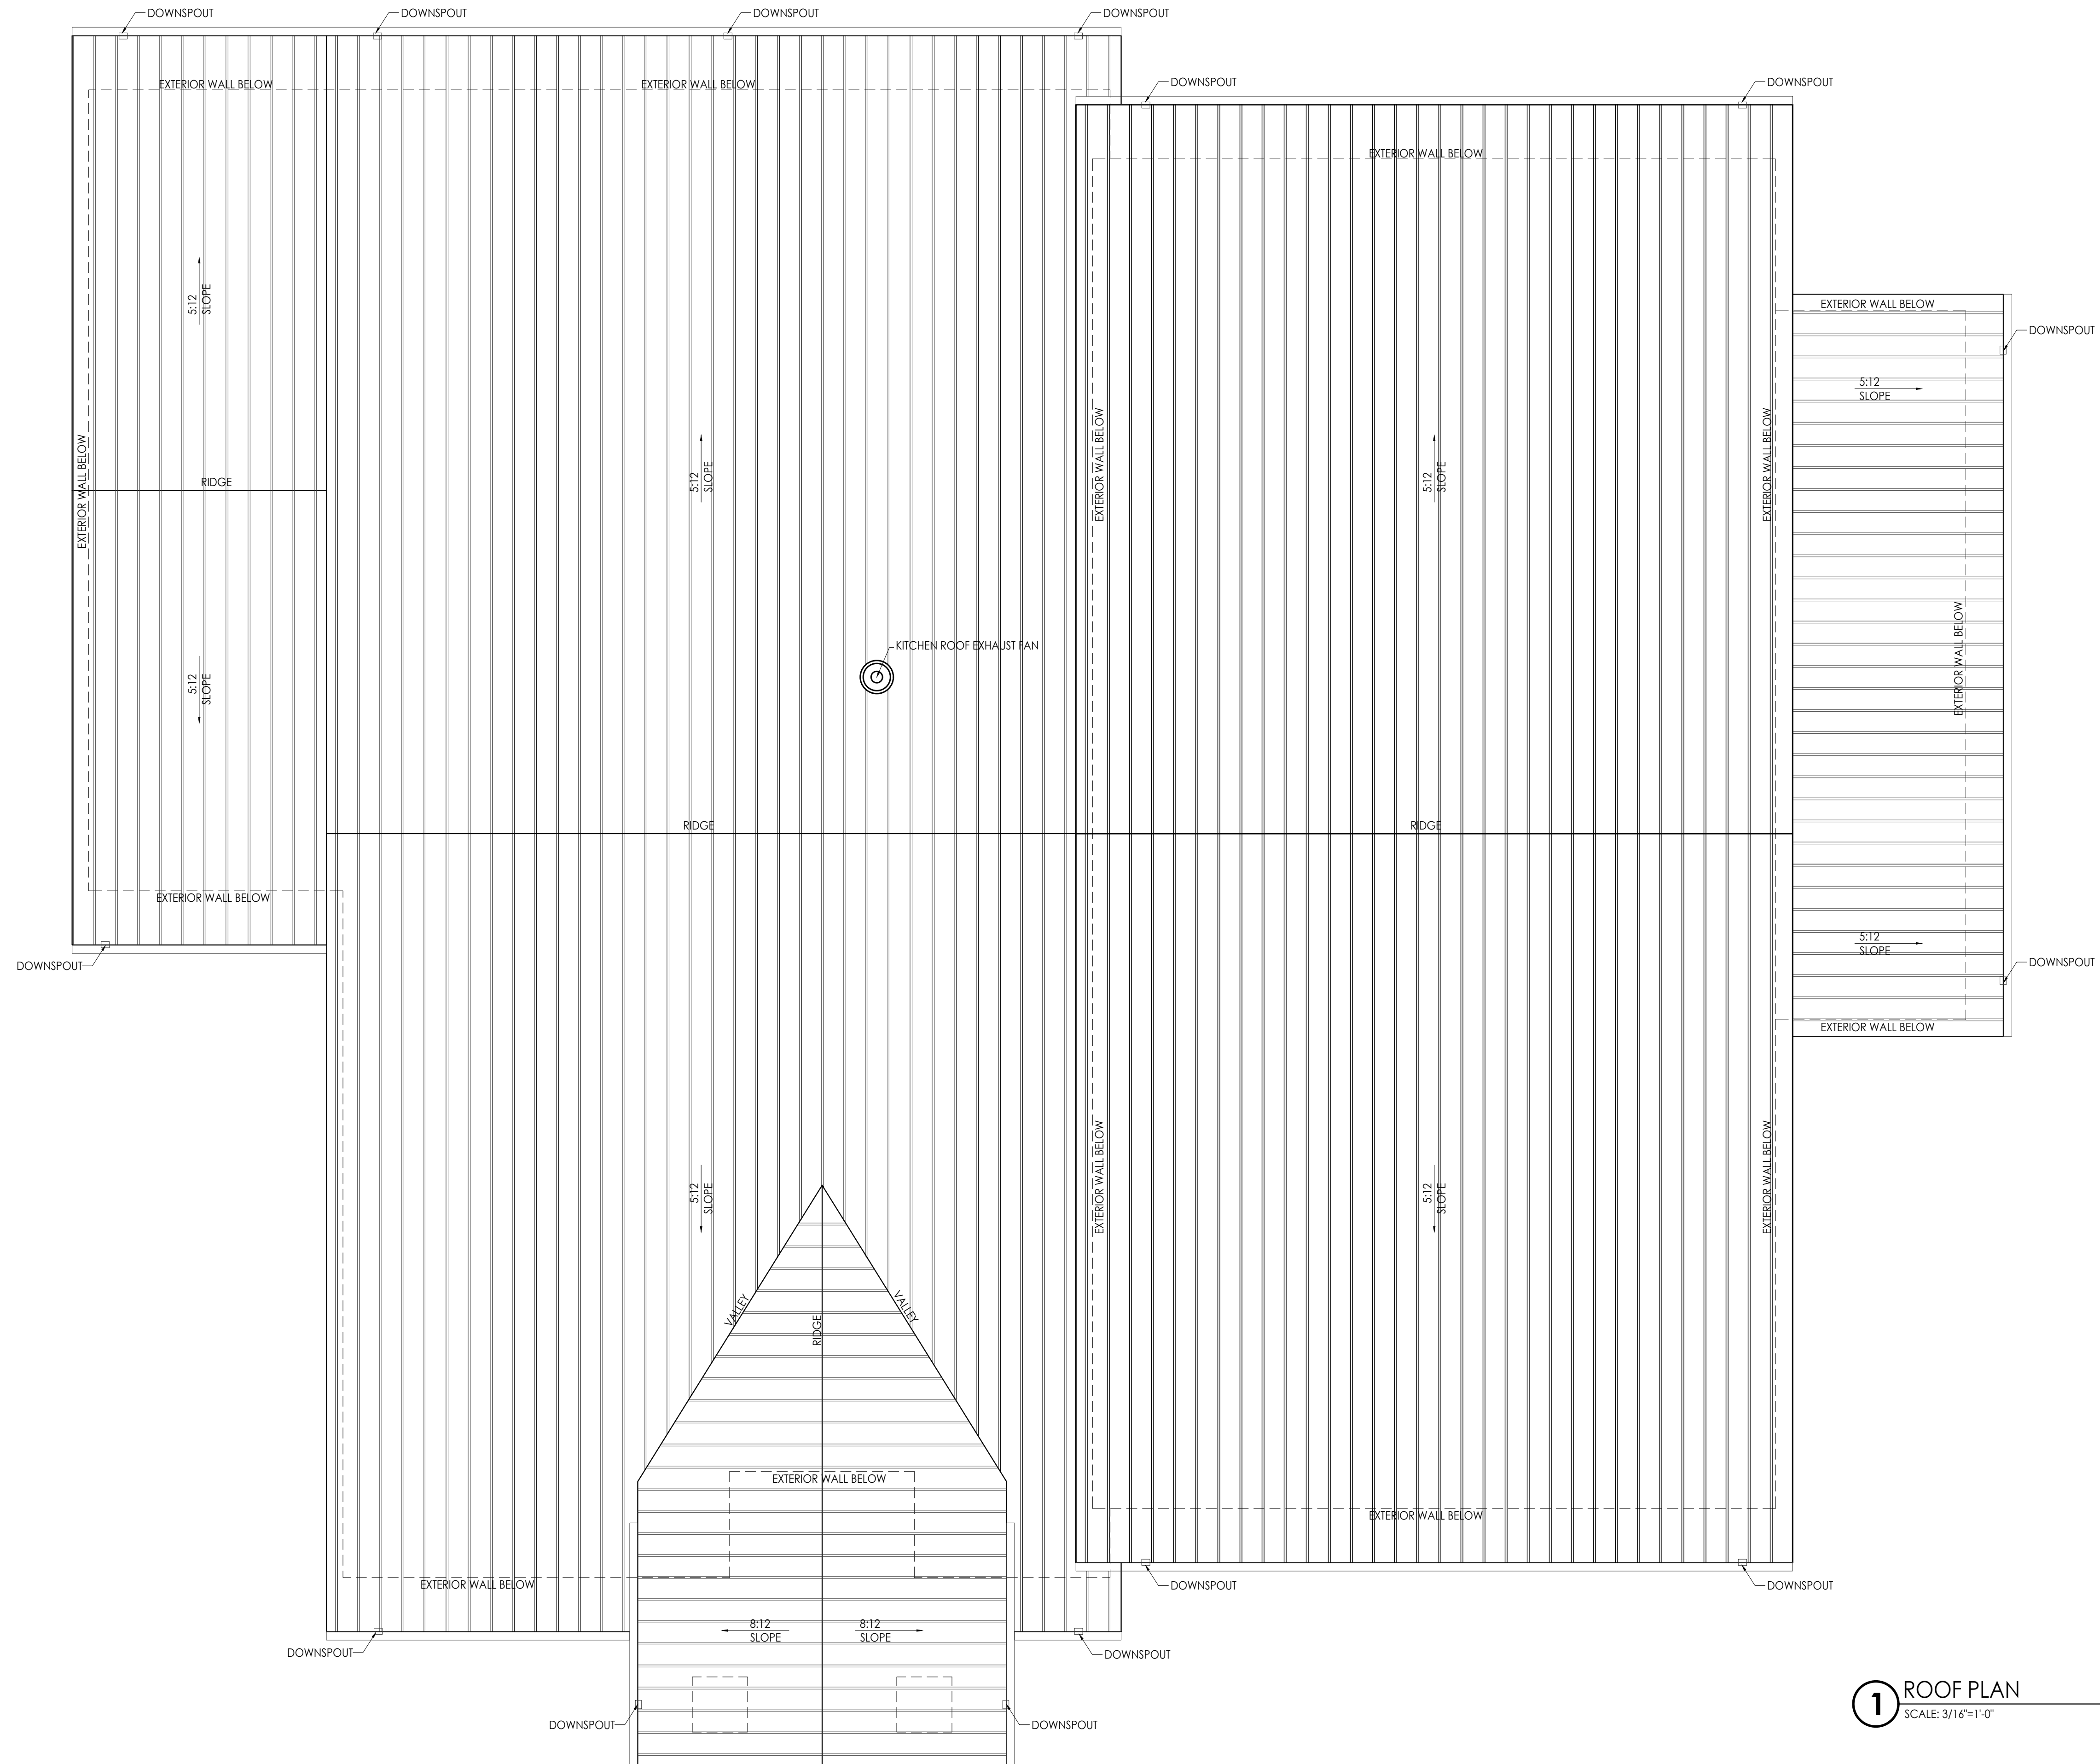 DOWNSPOUT
DOWNSPOUT
DOWNSPOUT
DOWNSPOUT
DOWNSPOUT
DOWNSPOUT
EXTERIOR WALL BELOW
EXTERIOR WALL BELOW
EXTERIOR WALL BELOW
5:12
SLOPE
EXTERIOR WALL BELOW
DOWNSPOUT
5:12
SLOPE
EXTERIOR WALL BELOW
RIDGE
5:12
SLOPE
EXTERIOR WALL BELOW
5:12
SLOPE
EXTERIOR WALL BELOW
KITCHEN ROOF EXHAUST FAN
EXTERIOR WALL BELOW
5:12
SLOPE
RIDGE
RIDGE
EXTERIOR WALL BELOW
5:12
SLOPE
DOWNSPOUT
DOWNSPOUT
EXTERIOR WALL BELOW
5:12
SLOPE
EXTERIOR WALL BELOW
5:12
SLOPE
EXTERIOR WALL BELOW
VALLEY
RIDGE
VALLEY
EXTERIOR WALL BELOW
EXTERIOR WALL BELOW
EXTERIOR WALL BELOW
DOWNSPOUT
DOWNSPOUT
8:12
SLOPE
8:12
SLOPE
DOWNSPOUT
DOWNSPOUT
DOWNSPOUT
DOWNSPOUT
1
ROOF PLAN
SCALE: 3/16"=1'-0"